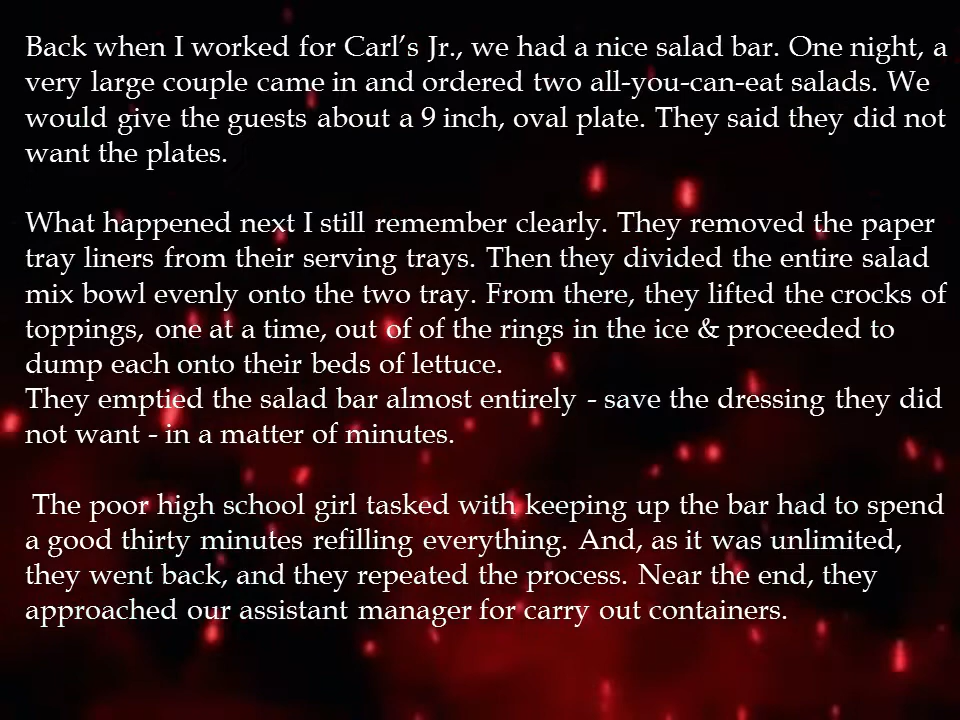 Back when I worked for Carl’s Jr., we had a nice salad bar. One night, a
very large couple came in and ordered two all-you-can-eat salads. We
would give the guests about a 9 inch, oval plate. They said they did not
want the plates.
What happened next I still remember clearly. They removed the paper
tray liners from their serving trays. Then they divided the entire salad
mix bowl evenly onto the two tray. From there, they lifted the crocks of
toppings, one at a time, out of of the rings in the ice & proceeded to
dump each onto their beds of lettuce.
They emptied the salad bar almost entirely - save the dressing they did
not want - in a matter of minutes.
The poor high school girl tasked with keeping up the bar had to spend
a good thirty minutes refilling everything. And, as it was unlimited,
they went back, and they repeated the process. Near the end, they
approached our assistant manager for carry out containers.